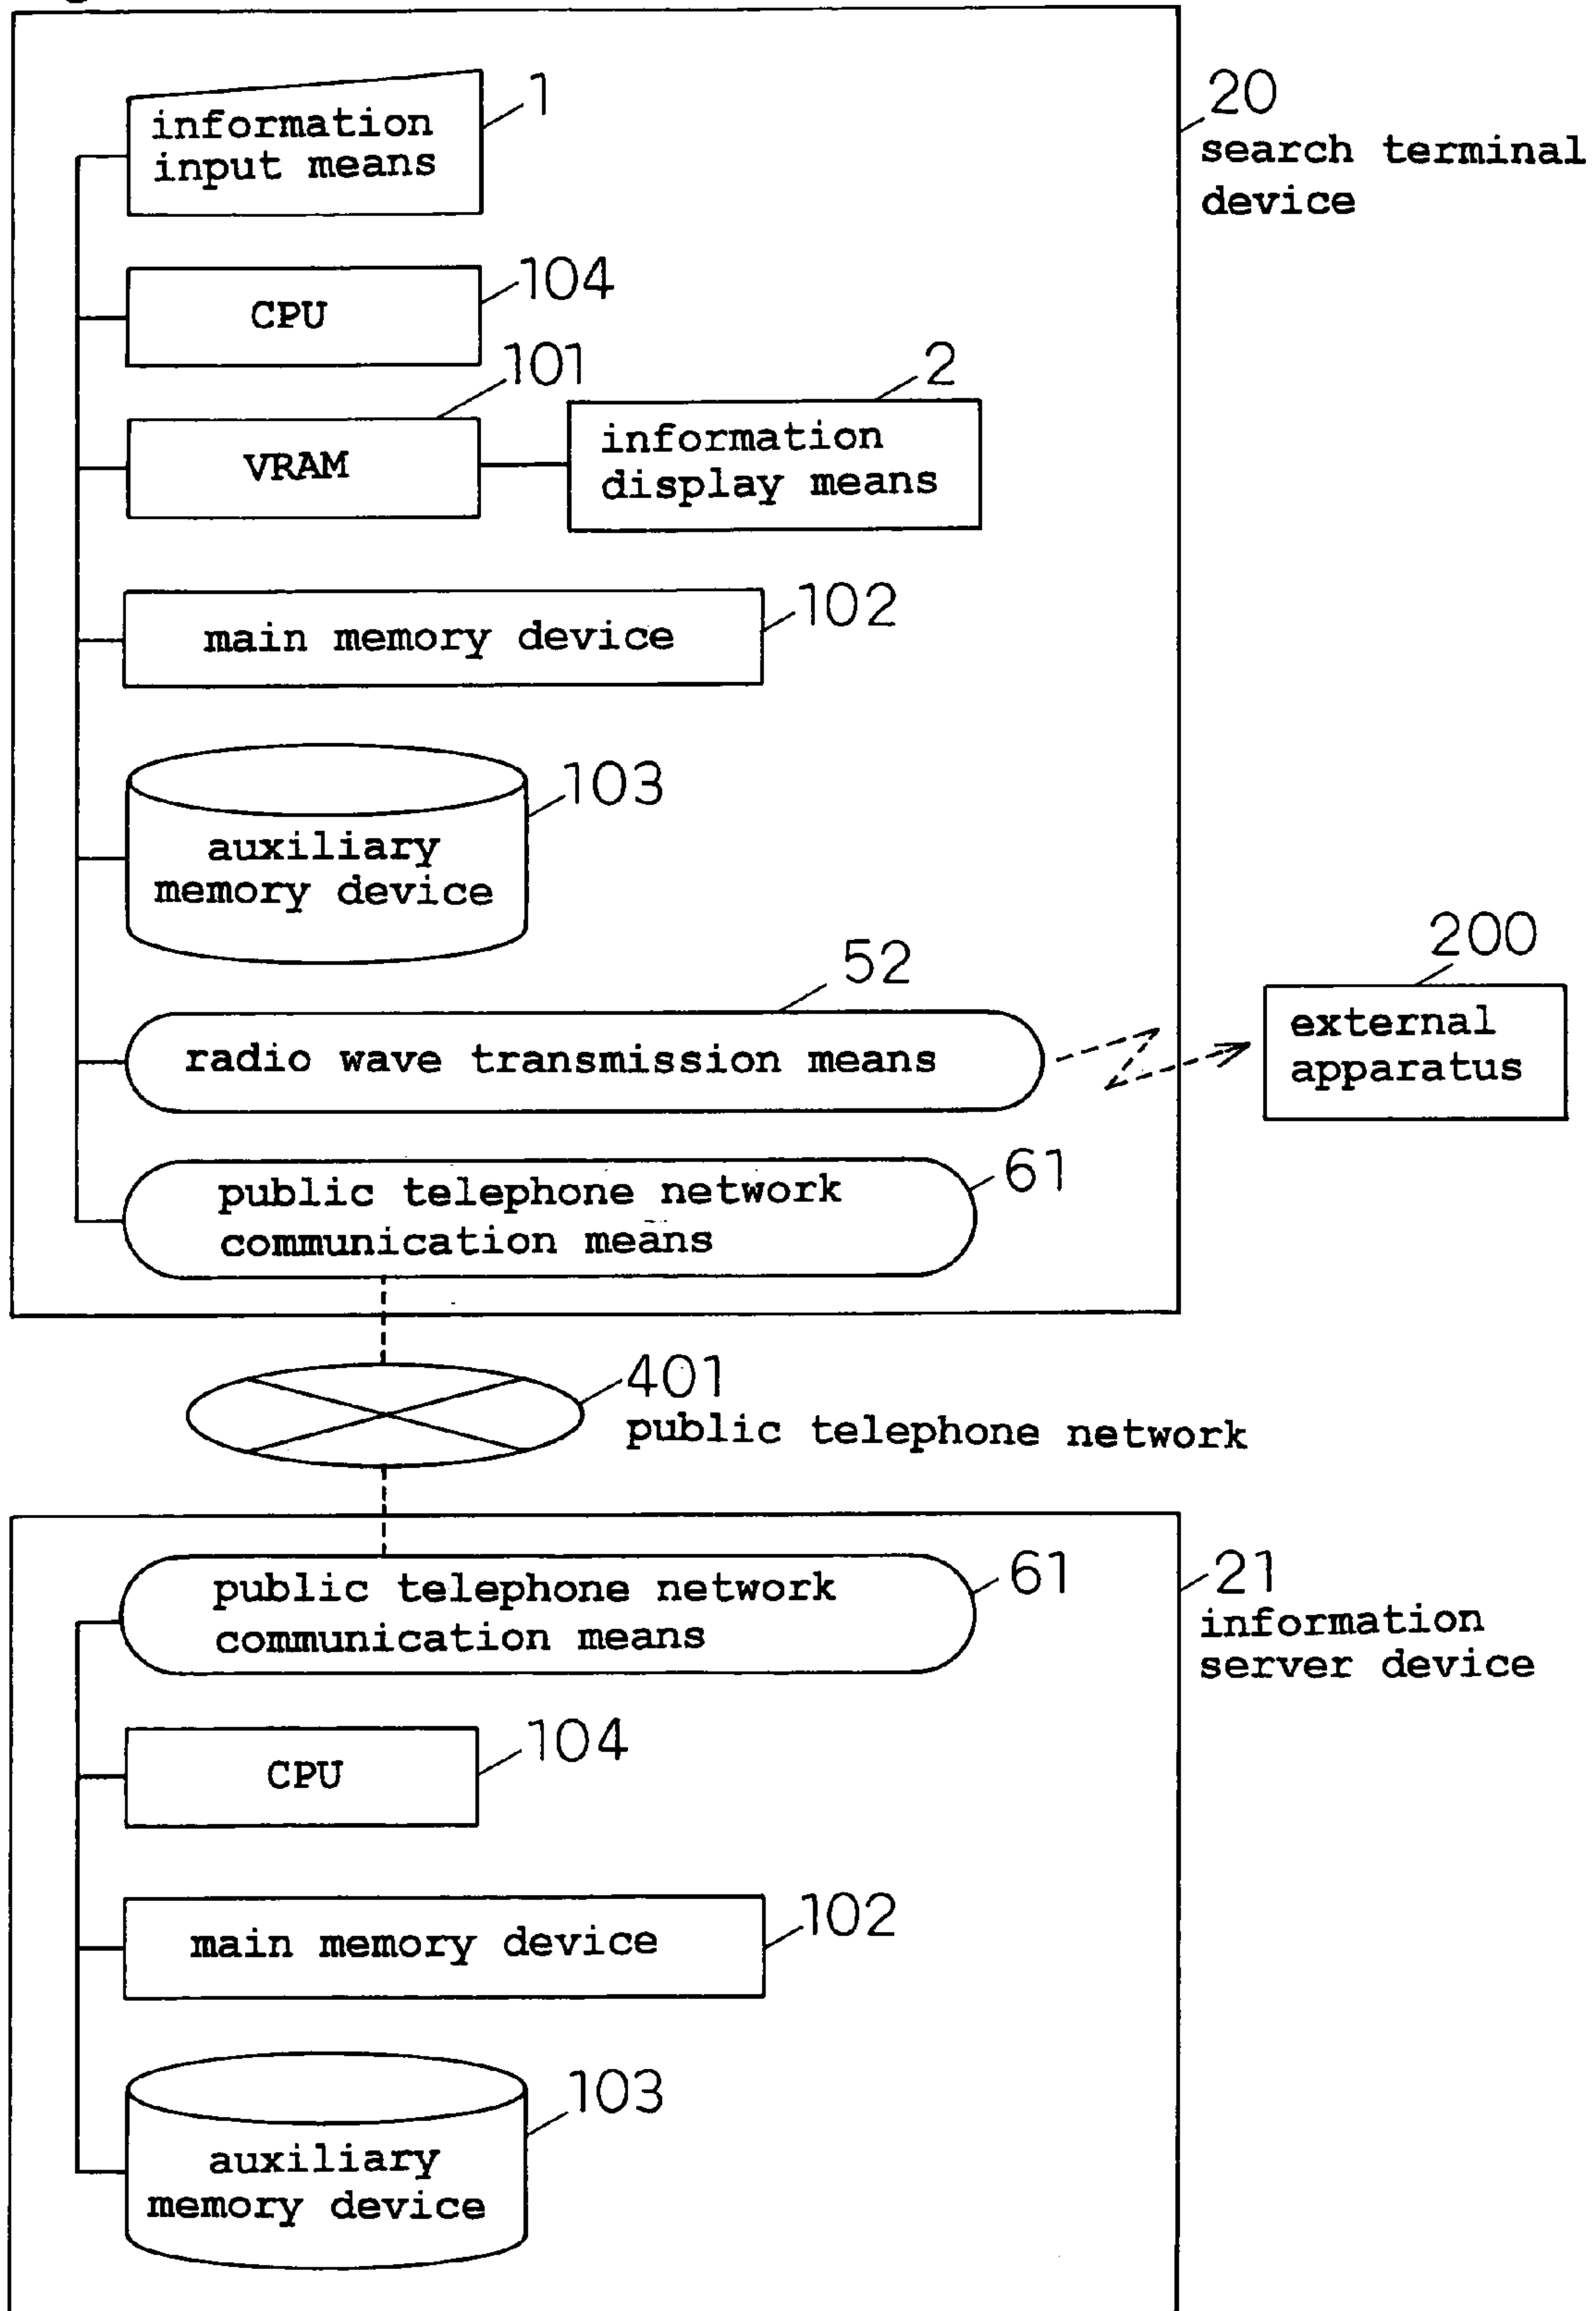 1
information
input means
20
search terminal
device
104
CPU
101
VRAM
2
information
display means
102
main memory device
103
auxiliary
memory device
52
radio wave transmission means
200
external
apparatus
61
public telephone network
communication means
401
public telephone network
61
public telephone network
communication means
21
information
server device
104
CPU
102
main memory device
103
auxiliary
memory device